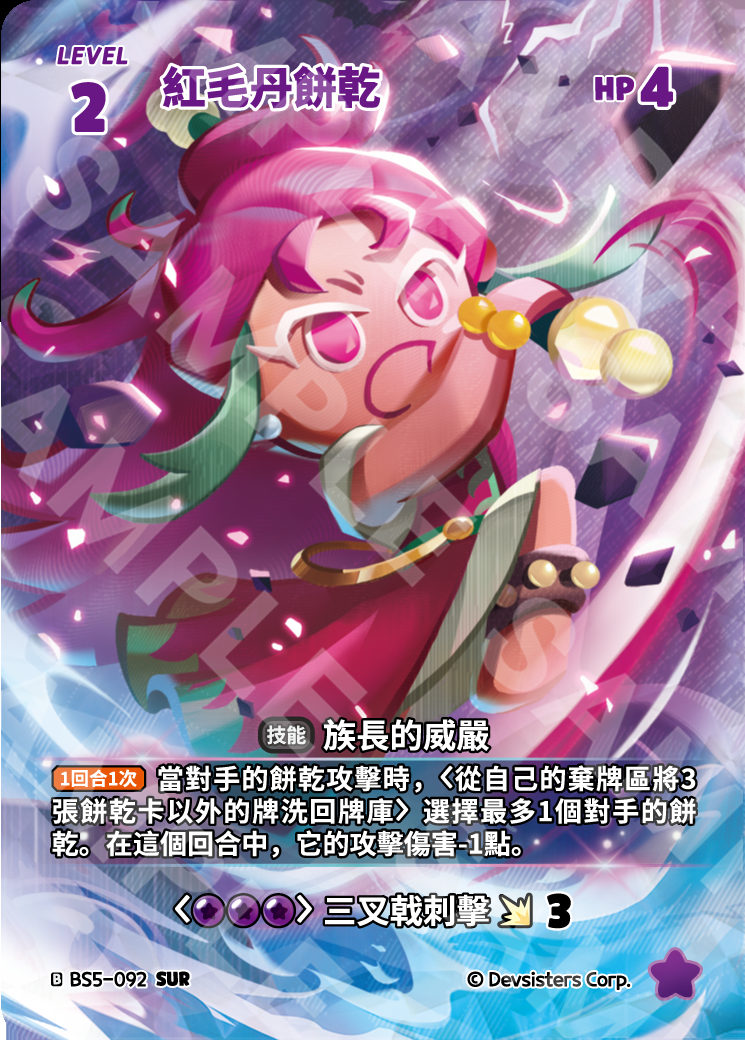 LEVEL
2
紅毛丹餅乾
HP 4
技能 族長的威嚴
1回合1次 當對手的餅乾攻擊時，〈從自己的棄牌區將3
張餅乾卡以外的牌洗回牌庫〉選擇最多1個對手的餅
乾。在這個回合中，它的攻擊傷害-1點。
〈〉三叉戟刺擊 3
B BS5-092 SUR
© Devsisters Corp.
SAMPLE